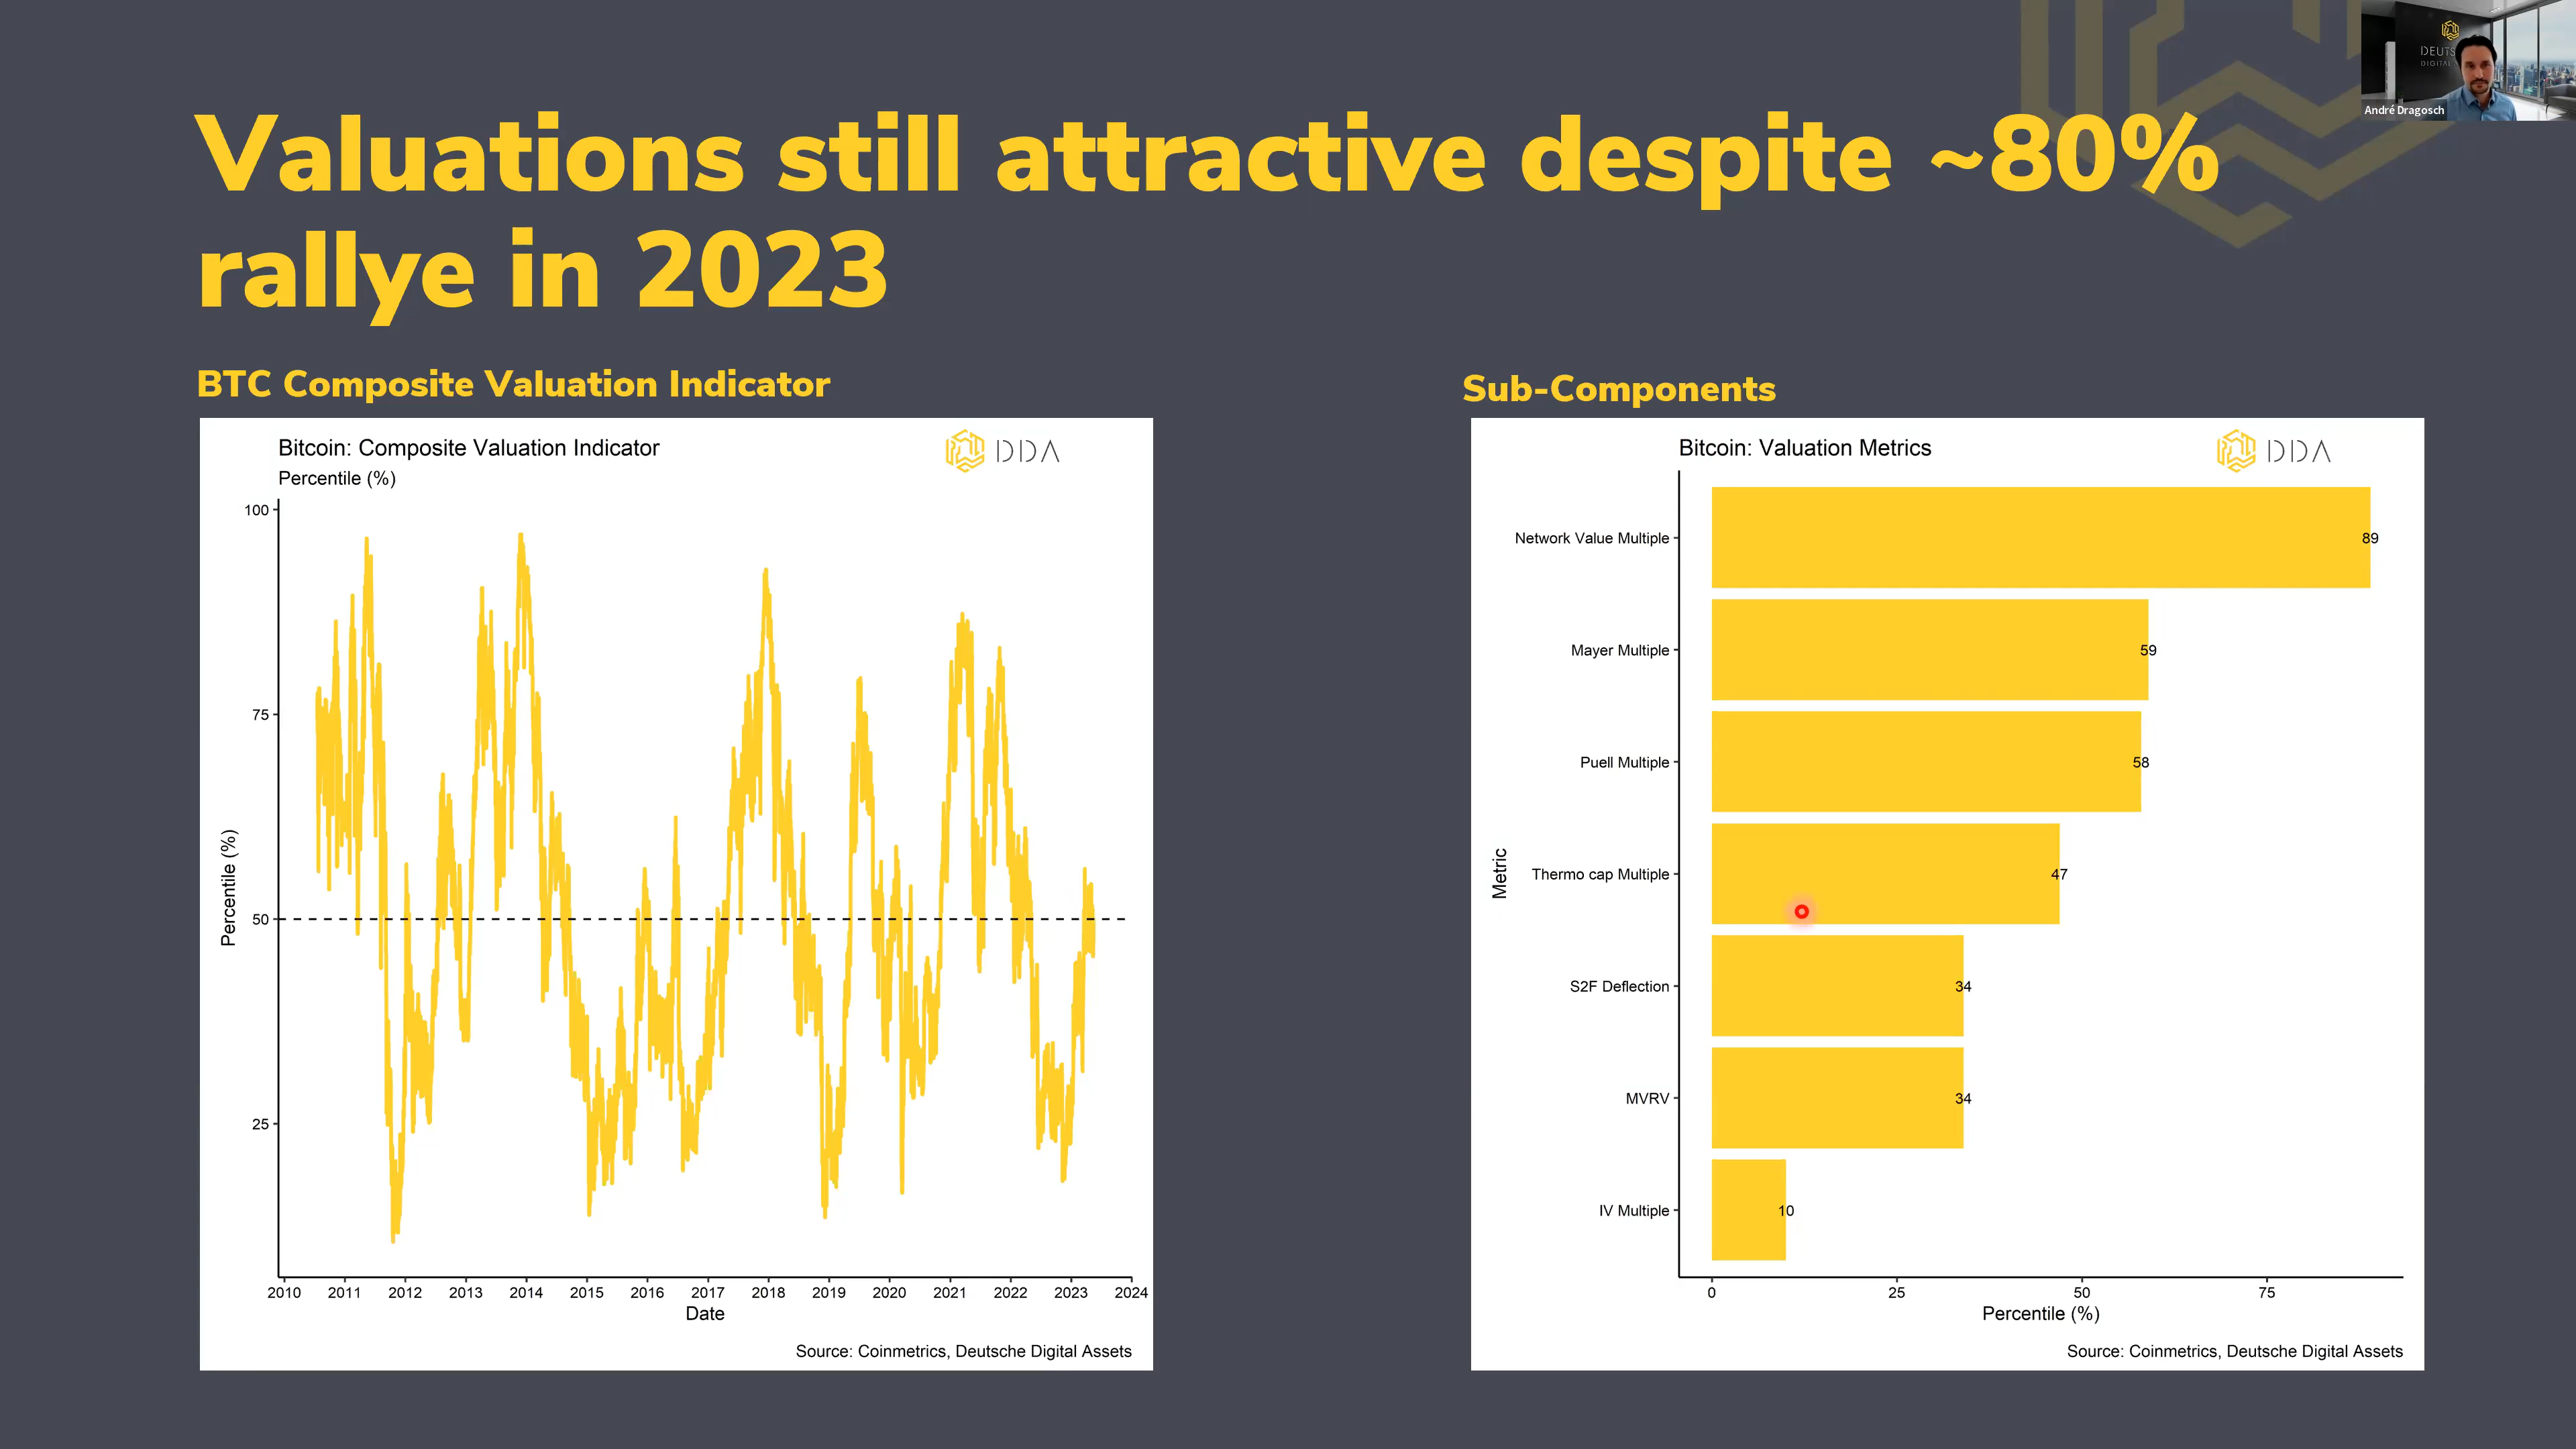 DEUTS
DIGITAL
André Dragosch
Valuations still attractive despite ~80%
rallye in 2023
BTC Composite Valuation Indicator
Bitcoin: Composite Valuation Indicator
DDA
Percentile (%)
100
75
50
25
Percentile (%)
2010 2011 2012 2013 2014 2015 2016 2017 2018 2019 2020 2021 2022 2023 2024
Date
Source: Coinmetrics, Deutsche Digital Assets
Sub-Components
Bitcoin: Valuation Metrics
DDA
Metric
Network Value Multiple 89
Mayer Multiple 59
Puell Multiple 58
Thermo cap Multiple 47
S2F Deflection 34
MVRV 34
IV Multiple 10
0 25 50 75
Percentile (%)
Source: Coinmetrics, Deutsche Digital Assets